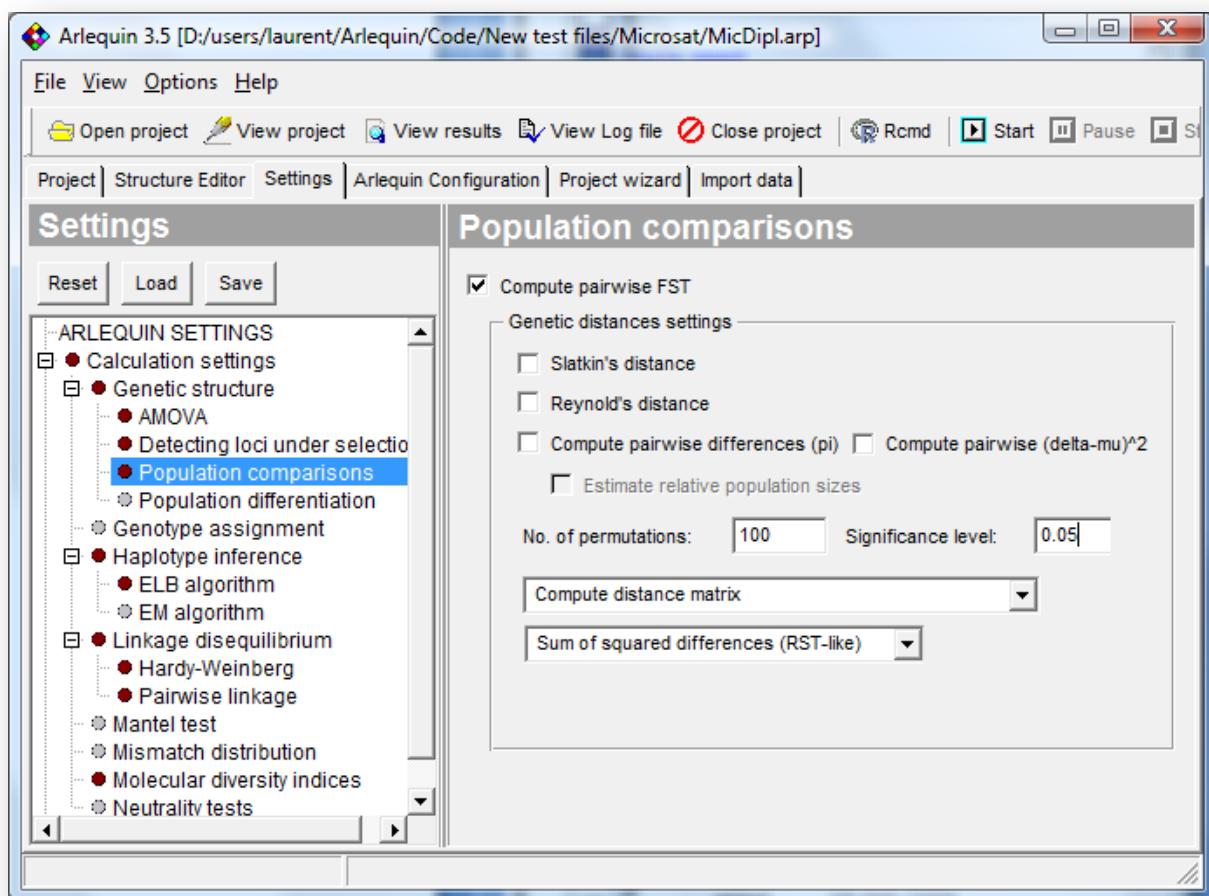 Arlequin 3.5 [D:/users/laurent/Arlequin/Code/New test files/Microsat/MicDipl.arp]
File View Options Help
Open project View project View results View Log file Close project Rcmd Start Pause St
Project Structure Editor Settings Arlequin Configuration Project wizard Import data
Settings
Reset Load Save
ARLEQUIN SETTINGS
Calculation settings
Genetic structure
AMOVA
Detecting loci under selectio
Population comparisons
Population differentiation
Genotype assignment
Haplotype inference
ELB algorithm
EM algorithm
Linkage disequilibrium
Hardy-Weinberg
Pairwise linkage
Mantel test
Mismatch distribution
Molecular diversity indices
Neutrality tests
Population comparisons
Compute pairwise FST
Genetic distances settings
Slatkin's distance
Reynold's distance
Compute pairwise differences (pi) Compute pairwise (delta-mu)^2
Estimate relative population sizes
No. of permutations: 100 Significance level: 0.05
Compute distance matrix
Sum of squared differences (RST-like)